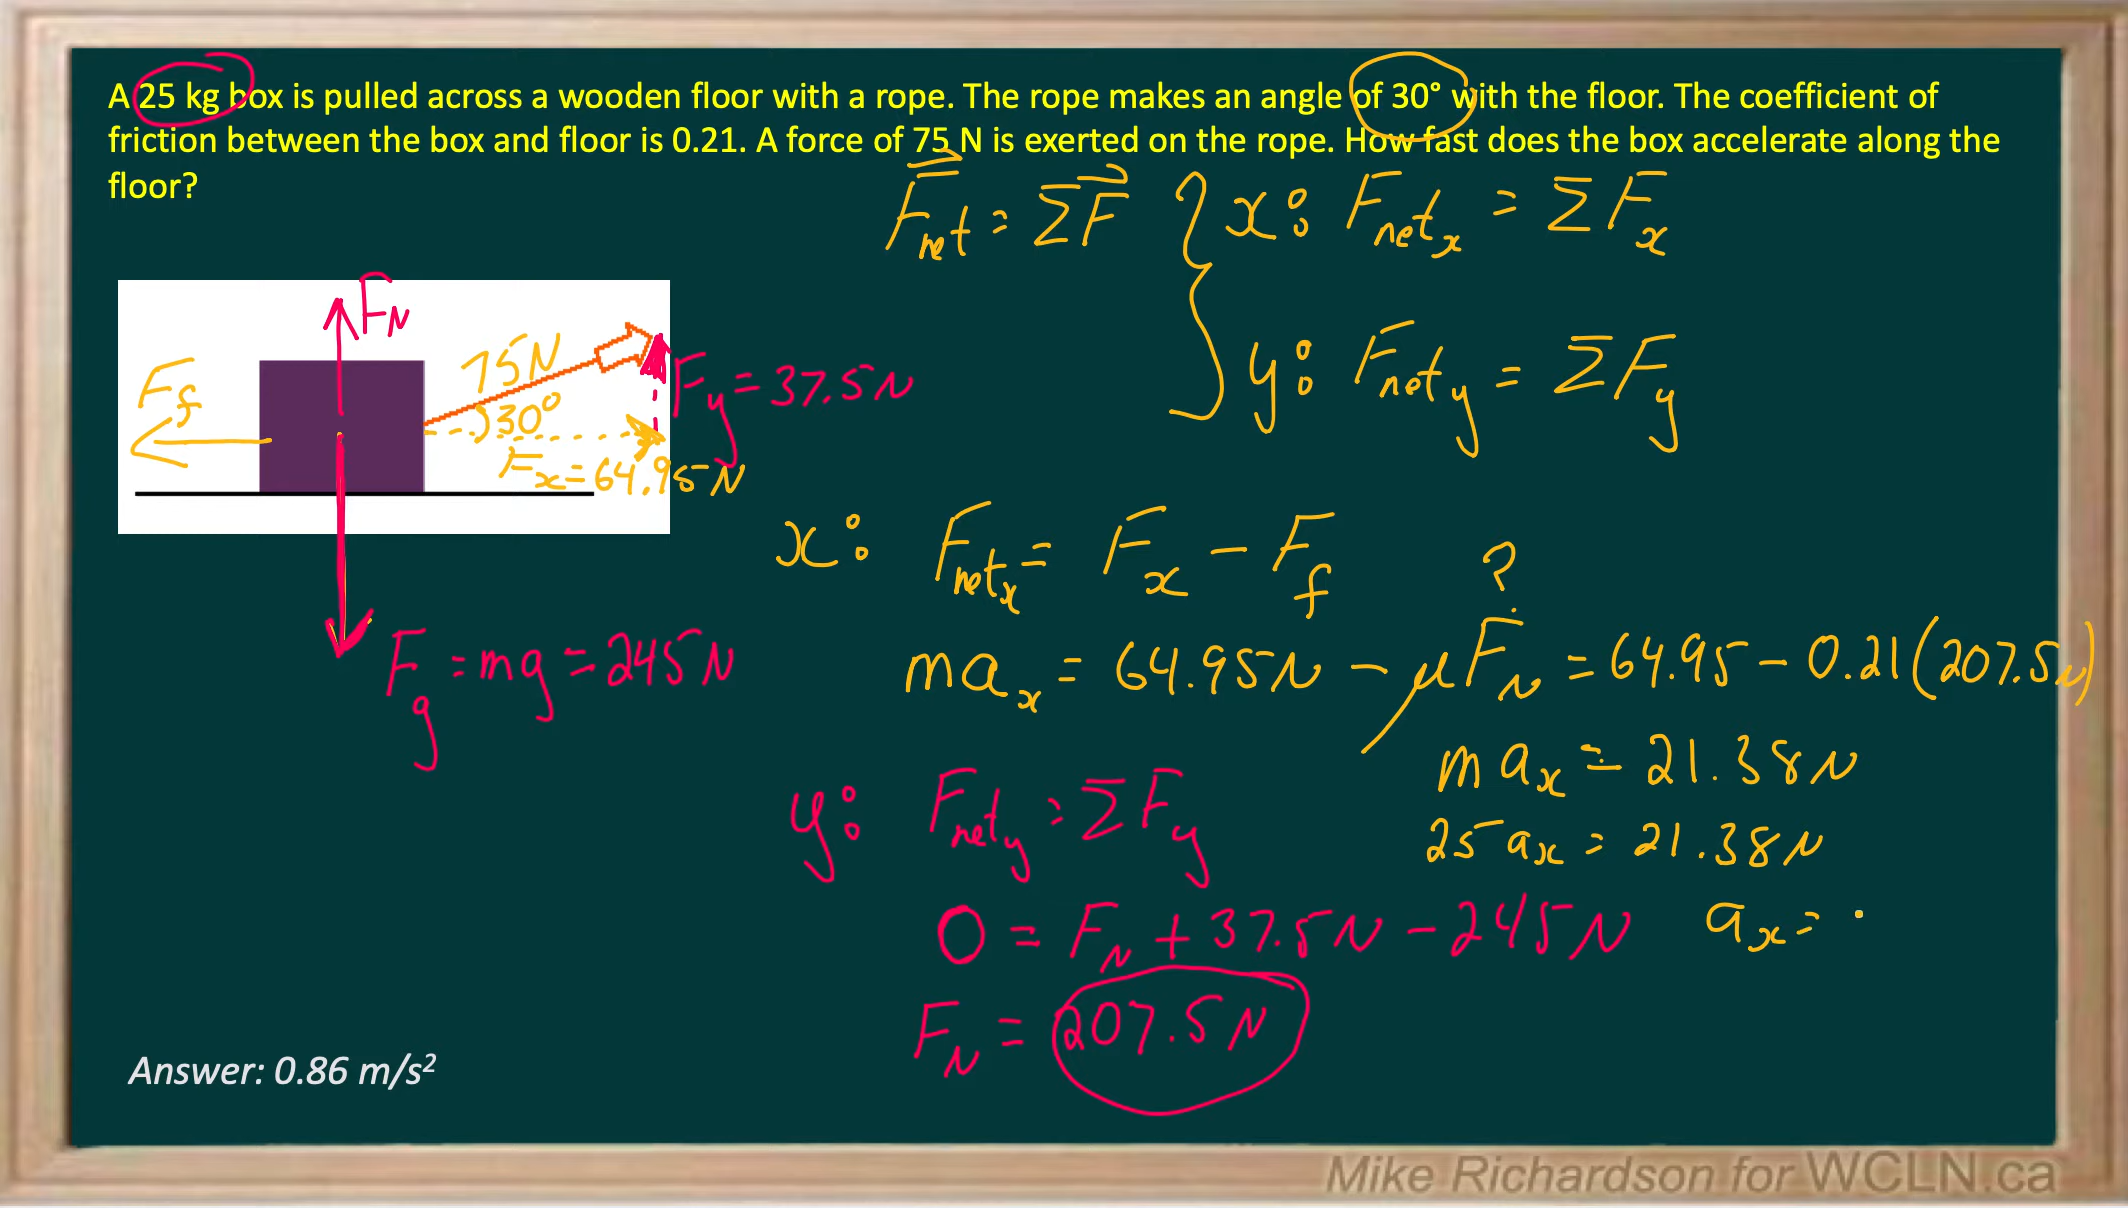 A 25 kg box is pulled across a wooden floor with a rope. The rope makes an angle of 30° with the floor. The coefficient of
friction between the box and floor is 0.21. A force of 75 N is exerted on the rope. How fast does the box accelerate along the
floor?
F⃗net = ΣF⃗ { x: Fnetx = ΣFx
y: Fnety = ΣFy
FN
75N
Ff
30°
Fy = 37.5N
Fx = 64.95N
Fg = mg = 245N
x: Fnetx = Fx - Ff
?
max = 64.95N - μFN = 64.95 - 0.21(207.5N)
max = 21.38N
25ax = 21.38N
ax = .
y: Fnety = ΣFy
0 = FN + 37.5N - 245N
FN = 207.5N
Answer: 0.86 m/s²
Mike Richardson for WCLN.ca